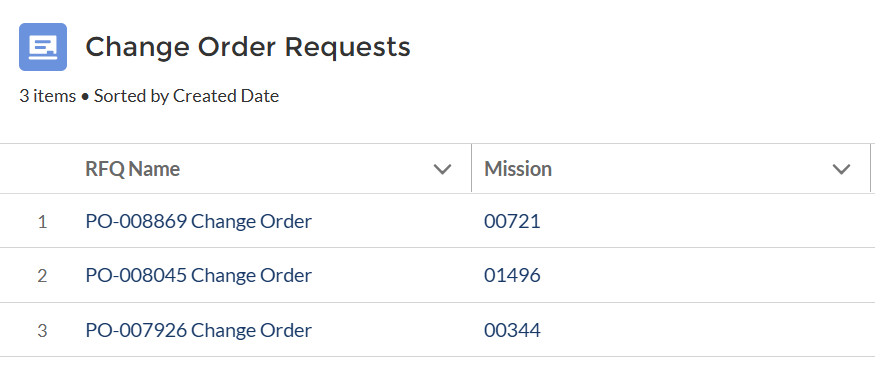 Change Order Requests
3 items • Sorted by Created Date
RFQ Name Mission
1 PO-008869 Change Order 00721
2 PO-008045 Change Order 01496
3 PO-007926 Change Order 00344